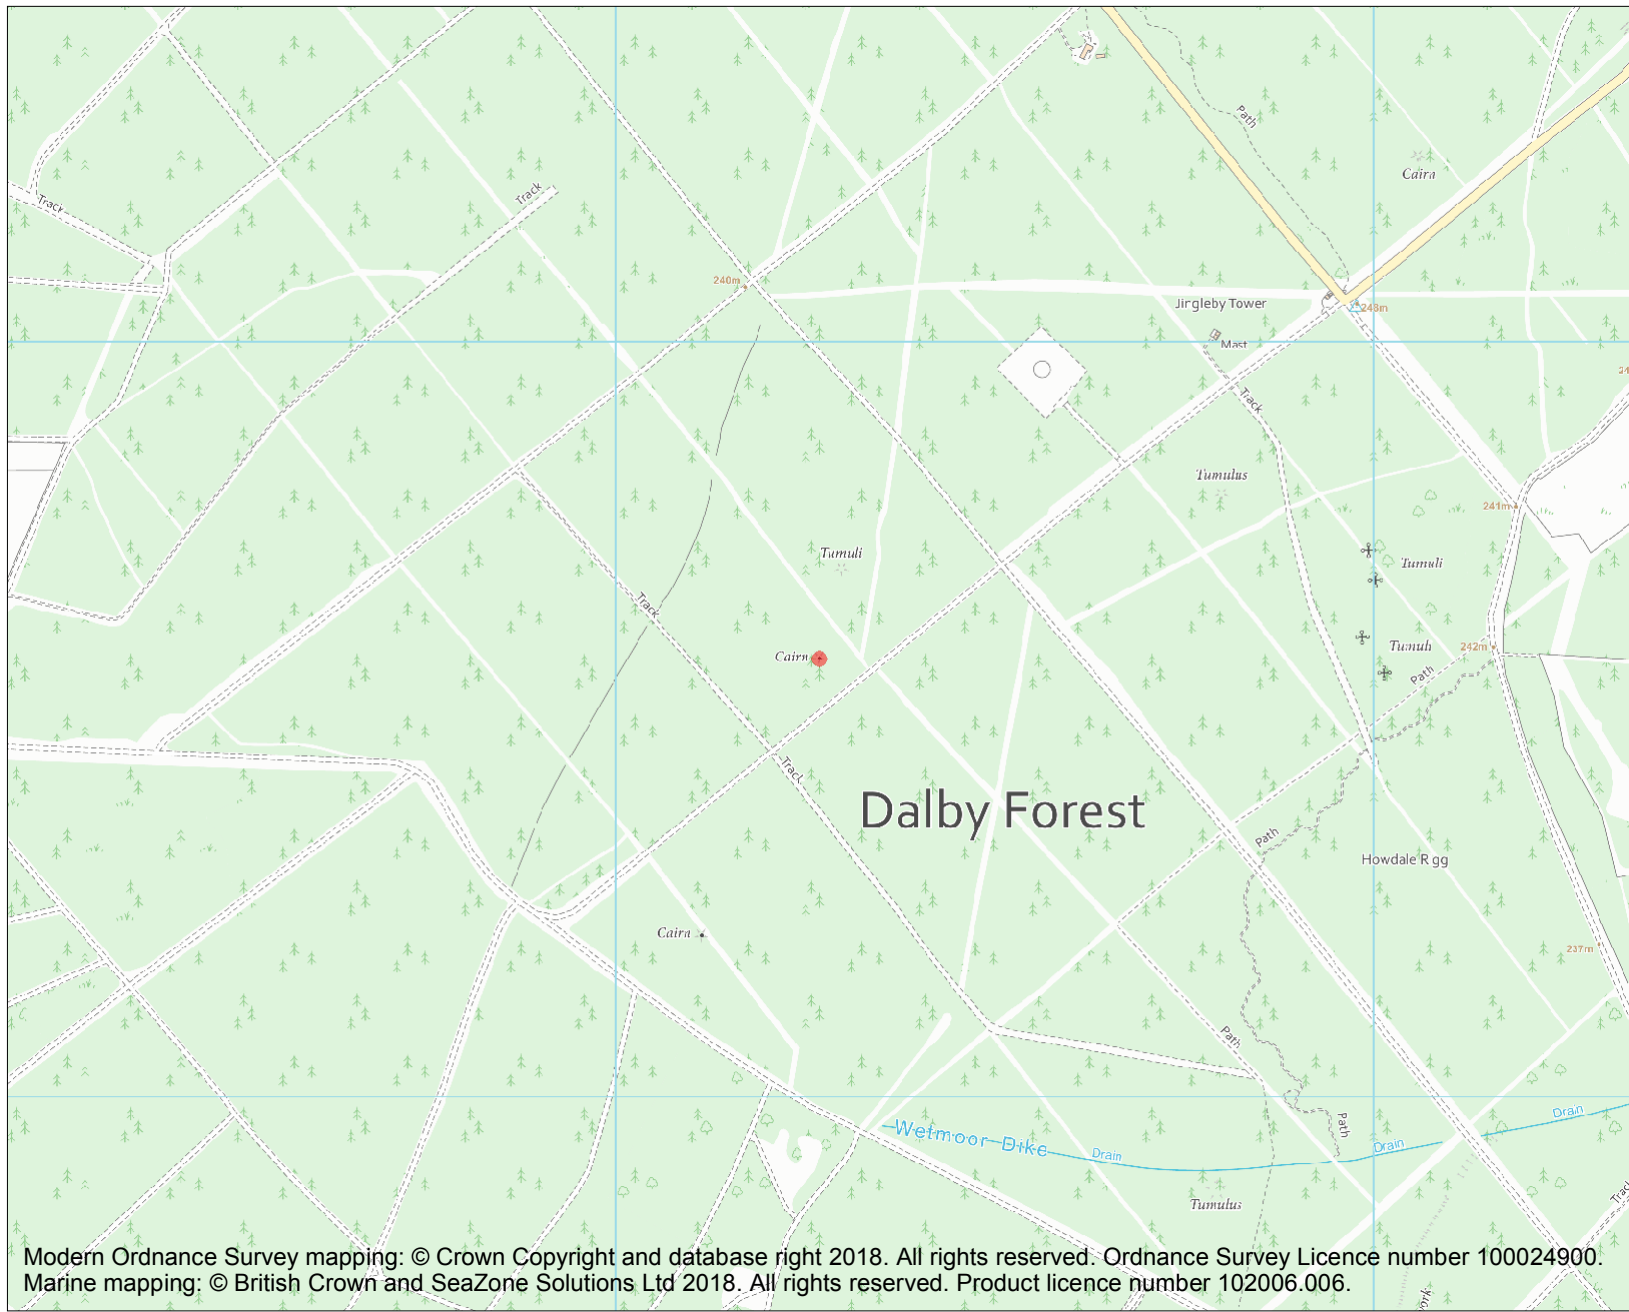 Path
Cairn
Track
Track
240m
Jingleby Tower
248m
Mast
Track
Tumulus
241m
Tumuli
Tumuli
Track
Tumuli
242m
Cairn
Path
Track
Dalby Forest
Path
Howdale Rigg
Cairn
237m
Path
Drain
Path
Wetmoor Dike
Drain
Drain
Tumulus
Track
Modern Ordnance Survey mapping: © Crown Copyright and database right 2018. All rights reserved. Ordnance Survey Licence number 100024900.
Marine mapping: © British Crown and SeaZone Solutions Ltd 2018. All rights reserved. Product licence number 102006.006.